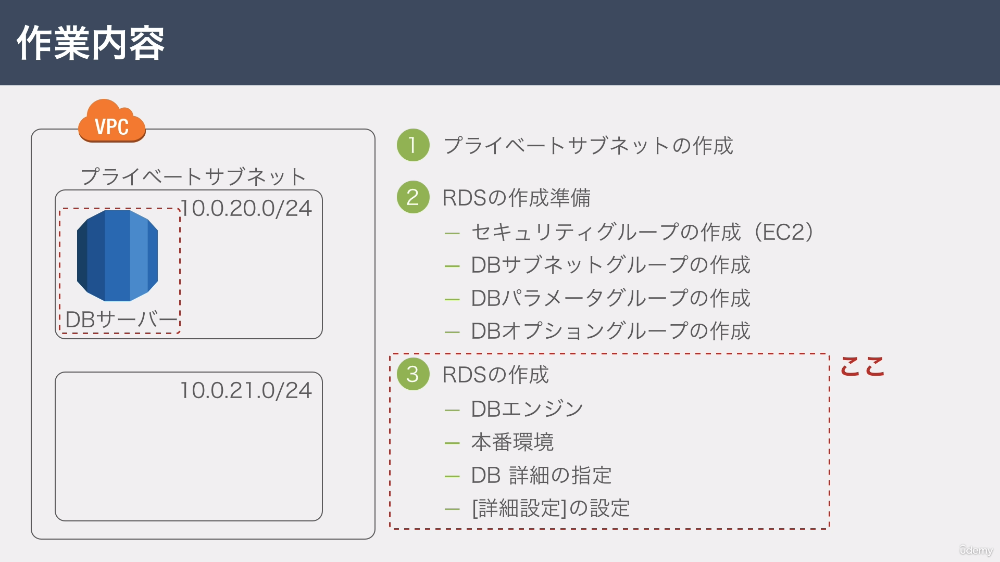 作業内容
VPC
プライベートサブネット
10.0.20.0/24
DBサーバー
10.0.21.0/24
1 プライベートサブネットの作成
2 RDSの作成準備
— セキュリティグループの作成（EC2）
— DBサブネットグループの作成
— DBパラメータグループの作成
— DBオプショングループの作成
3 RDSの作成
ここ
— DBエンジン
— 本番環境
— DB 詳細の指定
— [詳細設定]の設定
ûdemy